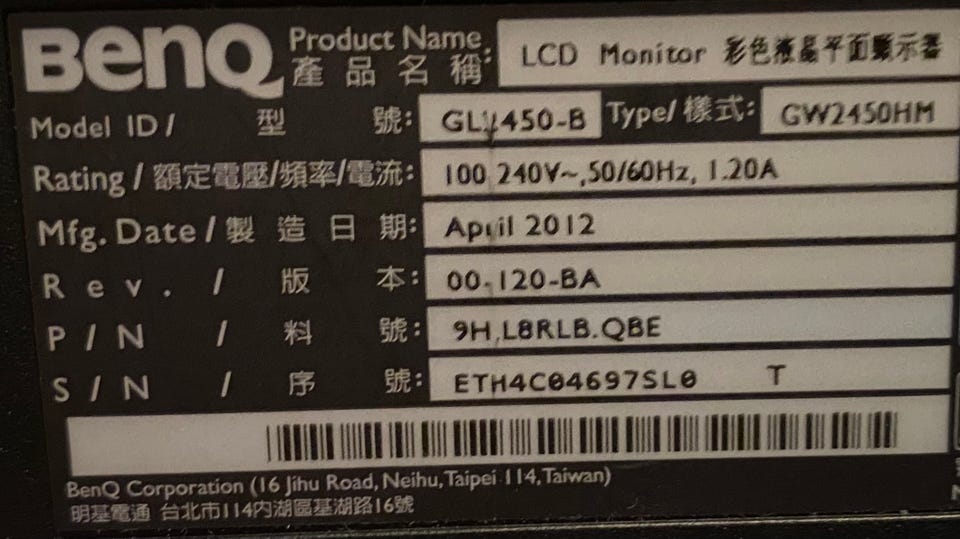 BenQ Product Name: LCD Monitor 彩色液晶平面顯示器
產品名稱
Model ID / 型號: GL2450-B Type/樣式: GW2450HM
Rating / 額定電壓/頻率/電流: 100 240V~,50/60Hz, 1.20A
Mfg. Date / 製造日期: April 2012
Rev. / 版本: 00-120-BA
P/N / 料號: 9H.L8RLB.QBE
S/N / 序號: ETH4C04697SL0 T
BenQ Corporation (16 Jihu Road, Neihu, Taipei 114, Taiwan)
明基電通 台北市114內湖區基湖路16號